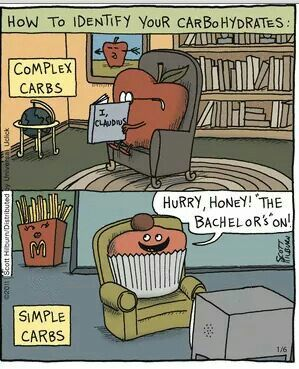 HOW TO IDENTIFY YOUR CARBOHYDRATES:
COMPLEX
CARBS
I,
CLAUDIUS
©2011 Scott Hilburn/Distributed by Universal Uclick
HURRY, HONEY! "THE
BACHELOR'S" ON!
M
SCOTT
HILBURN
SIMPLE
CARBS
1/6